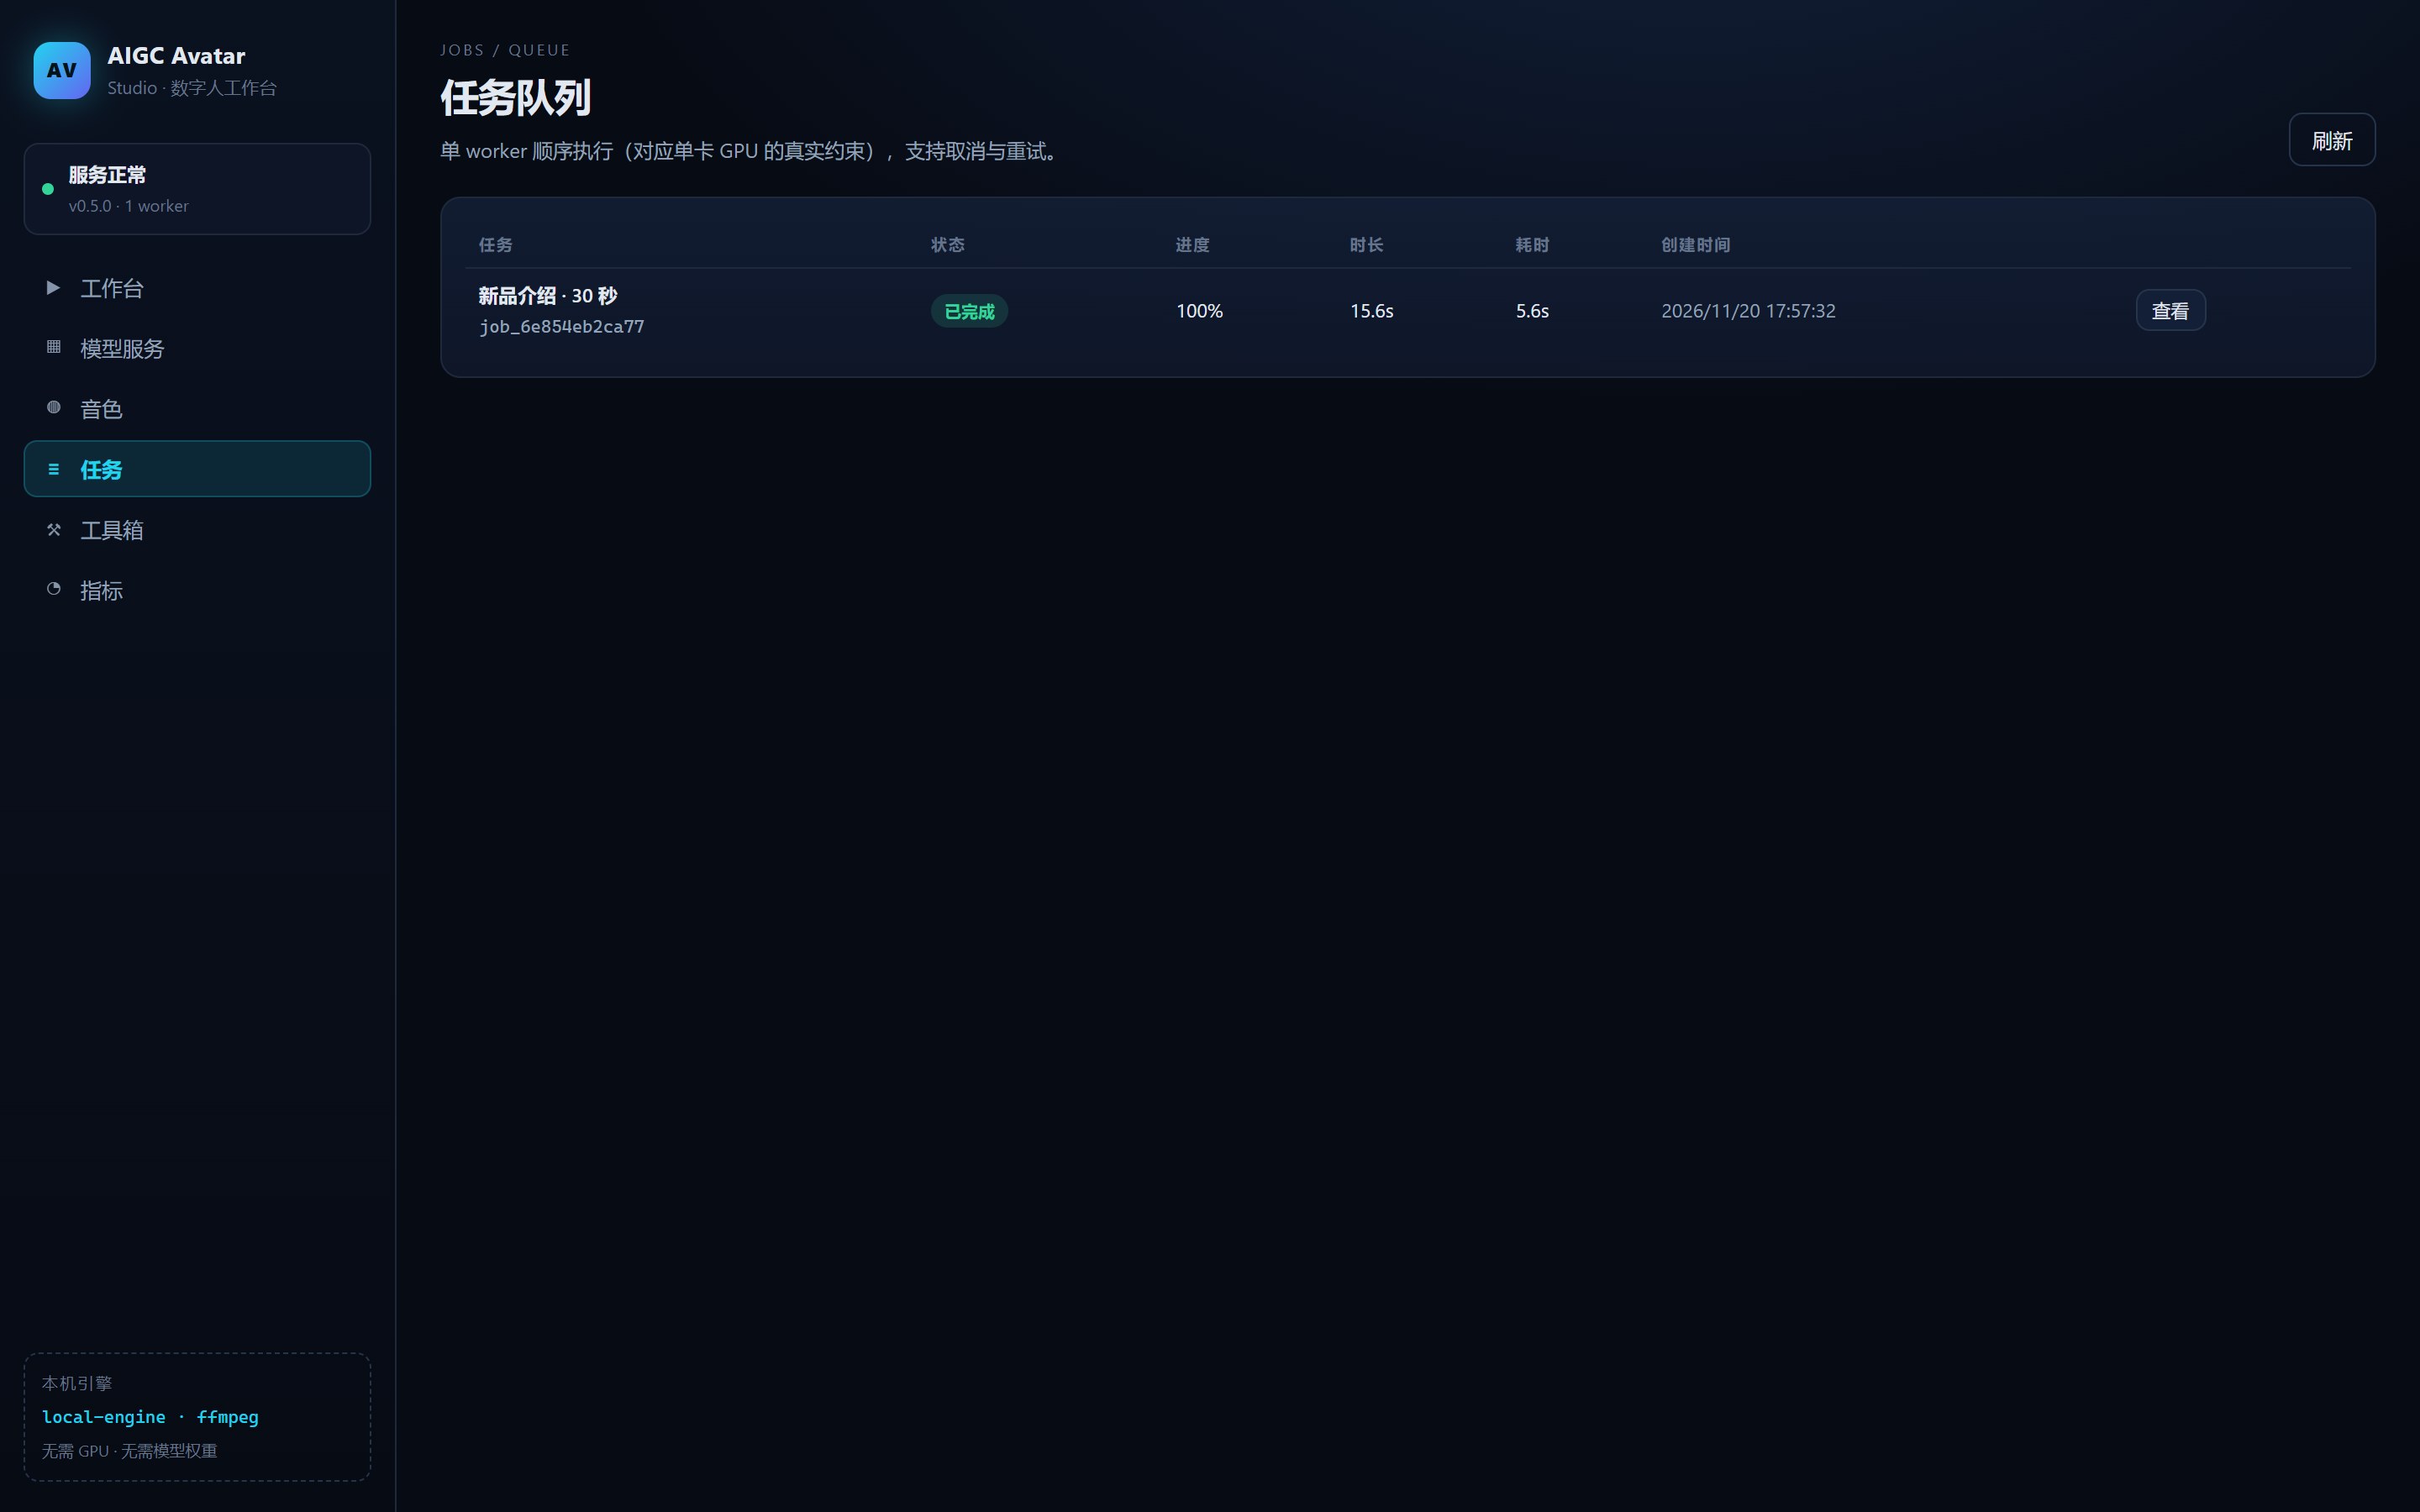 AV
AIGC Avatar
Studio · 数字人工作台
服务正常
v0.5.0 · 1 worker
工作台
模型服务
音色
任务
工具箱
指标
本机引擎
local-engine · ffmpeg
无需 GPU · 无需模型权重
JOBS / QUEUE
任务队列
单 worker 顺序执行（对应单卡 GPU 的真实约束），支持取消与重试。
刷新
任务 状态 进度 时长 耗时 创建时间
新品介绍 · 30 秒
job_6e854eb2ca77
已完成 100% 15.6s 5.6s 2026/11/20 17:57:32 查看